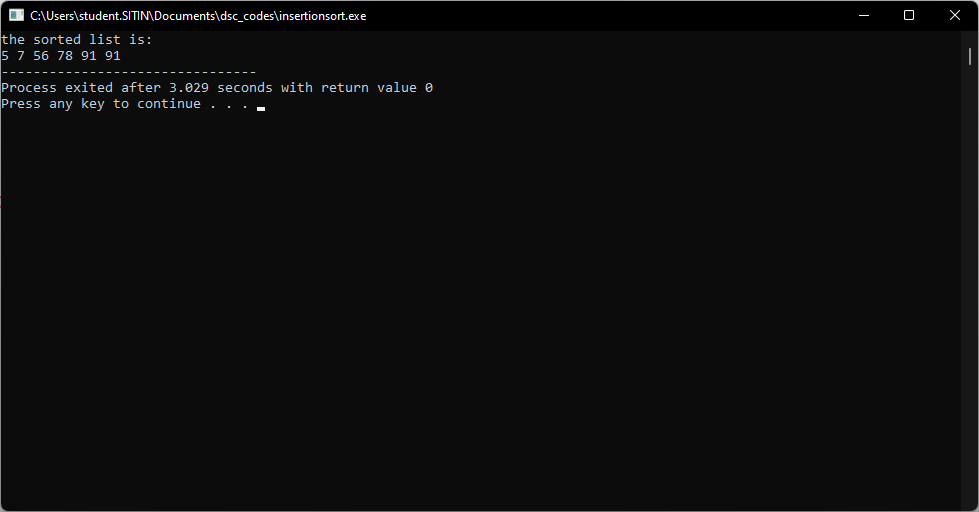 C:\Users\student.SITIN\Documents\dsc_codes\insertionsort.exe
the sorted list is:
5 7 56 78 91 91
--------------------------------
Process exited after 3.029 seconds with return value 0
Press any key to continue . . .